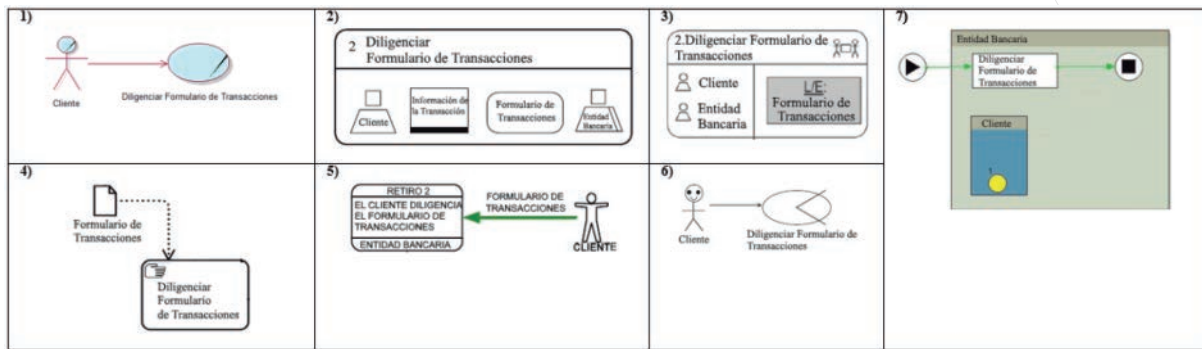 1)
Cliente
Diligenciar Formulario de Transacciones
2)
2 Diligenciar
Formulario de Transacciones
Cliente
Información de
la Transacción
Formulario de
Transacciones
Entidad
Bancaria
3)
2.Diligenciar Formulario de
Transacciones
Cliente
Entidad
Bancaria
L/E:
Formulario de
Transacciones
7)
Entidad Bancaria
Diligenciar
Formulario de
Transacciones
Cliente
1
4)
Formulario de
Transacciones
Diligenciar
Formulario
de Transacciones
5)
RETIRO 2
EL CLIENTE DILIGENCIA
EL FORMULARIO DE
TRANSACCIONES
ENTIDAD BANCARIA
FORMULARIO DE
TRANSACCIONES
CLIENTE
6)
Cliente
Diligenciar Formulario de
Transacciones